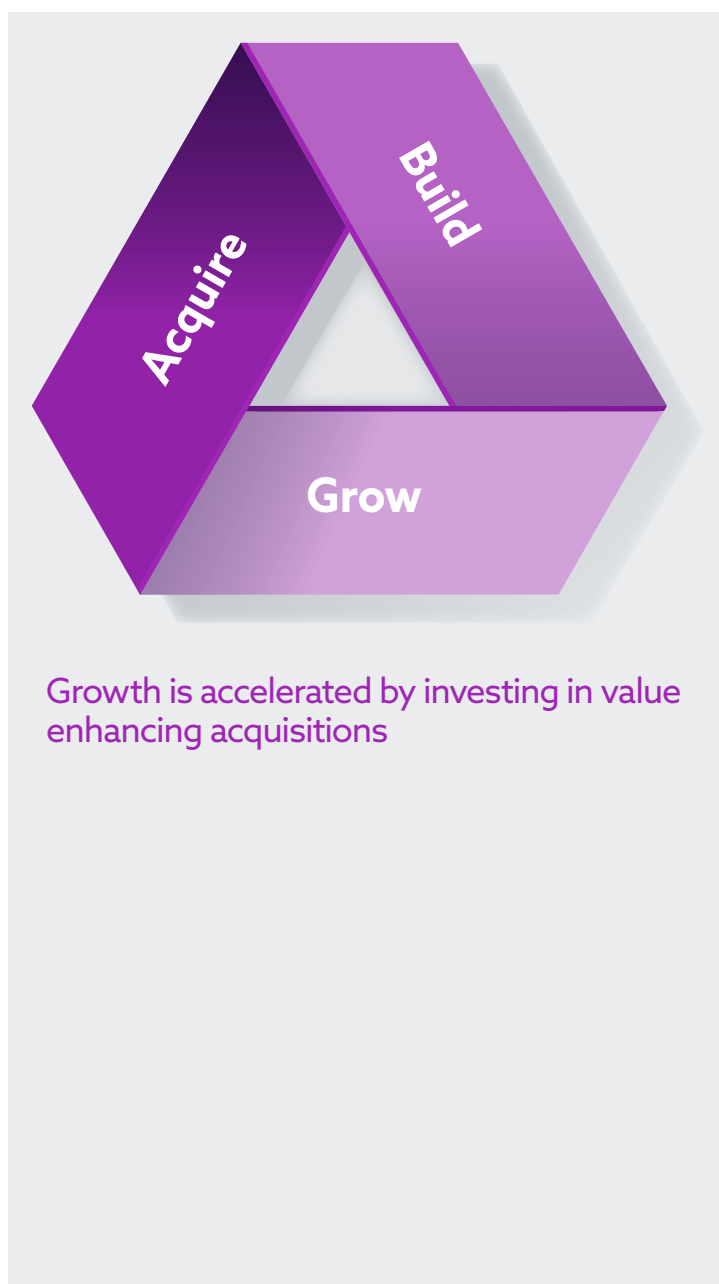 Build
Acquire
Grow
Growth is accelerated by investing in value
enhancing acquisitions